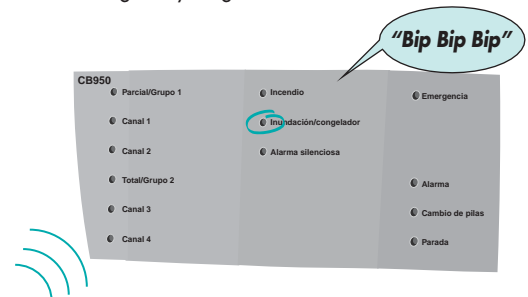 "Bip Bip Bip"
CB950
Parcial/Grupo 1
Canal 1
Canal 2
Total/Grupo 2
Canal 3
Canal 4
Incendio
Inundación/congelador
Alarma silenciosa
Emergencia
Alarma
Cambio de pilas
Parada